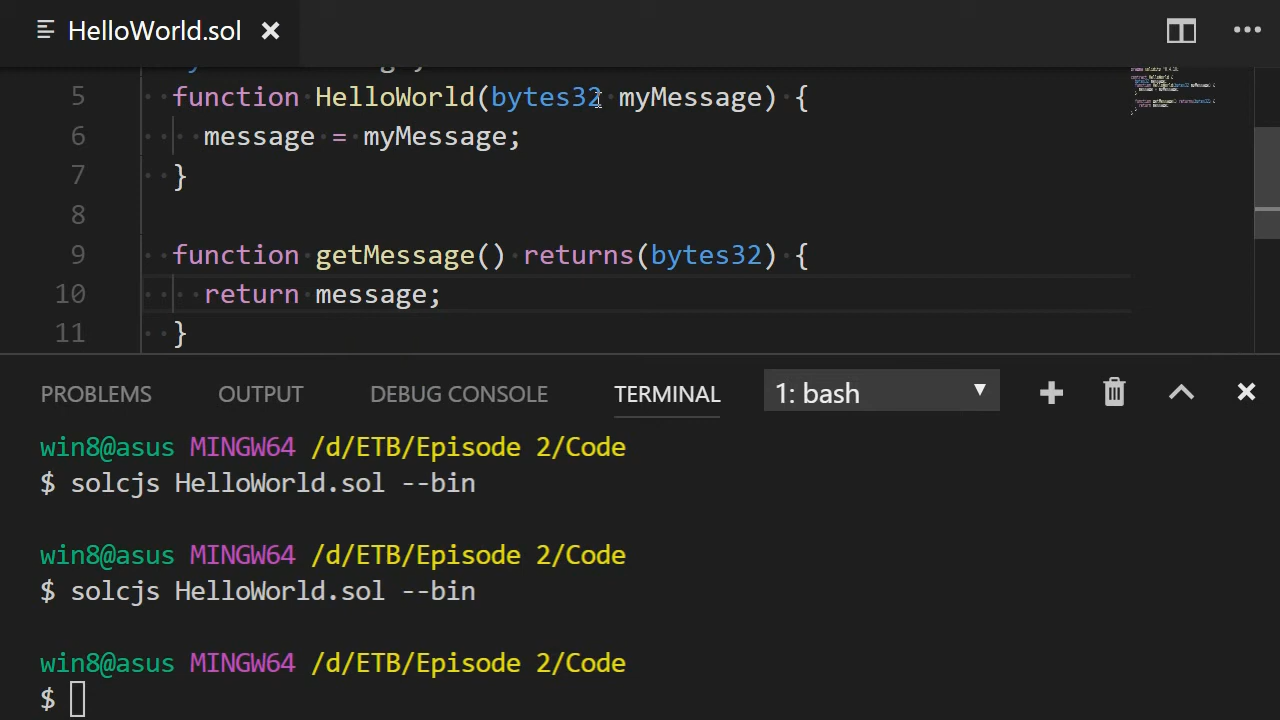 HelloWorld.sol
5 function HelloWorld(bytes32 myMessage) {
6 message = myMessage;
7 }
8
9 function getMessage() returns(bytes32) {
10 return message;
11 }
PROBLEMS OUTPUT DEBUG CONSOLE TERMINAL 1: bash
win8@asus MINGW64 /d/ETB/Episode 2/Code
$ solcjs HelloWorld.sol --bin
win8@asus MINGW64 /d/ETB/Episode 2/Code
$ solcjs HelloWorld.sol --bin
win8@asus MINGW64 /d/ETB/Episode 2/Code
$